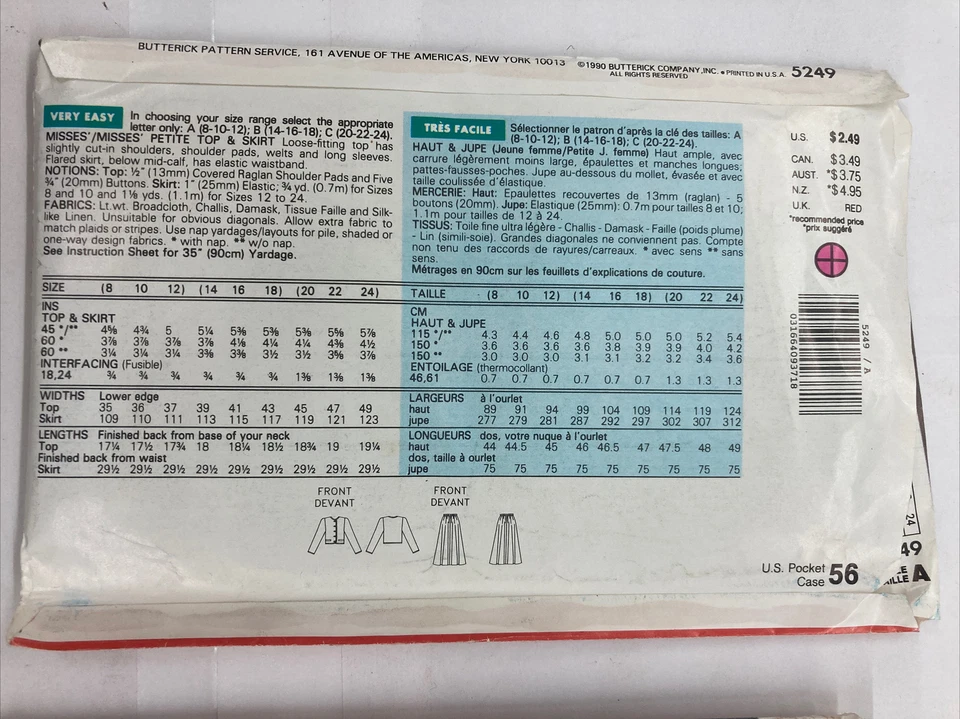 BUTTERICK PATTERN SERVICE, 161 AVENUE OF THE AMERICAS, NEW YORK 10013 ©1990 BUTTERICK COMPANY, INC. • PRINTED IN U.S.A. 5249
ALL RIGHTS RESERVED
VERY EASY In choosing your size range select the appropriate
letter only: A (8-10-12); B (14-16-18); C (20-22-24).
MISSES'/MISSES' PETITE TOP & SKIRT Loose-fitting top has
slightly cut-in shoulders, shoulder pads, welts and long sleeves.
Flared skirt, below mid-calf, has elastic waistband.
NOTIONS: Top: ½" (13mm) Covered Raglan Shoulder Pads and Five
¾" (20mm) Buttons. Skirt: 1" (25mm) Elastic; ¾ yd. (0.7m) for Sizes
8 and 10 and 1⅛ yds. (1.1m) for Sizes 12 to 24.
FABRICS: Lt.wt. Broadcloth, Challis, Damask, Tissue Faille and Silk-
like Linen. Unsuitable for obvious diagonals. Allow extra fabric to
match plaids or stripes. Use nap yardages/layouts for pile, shaded or
one-way design fabrics. * with nap. ** w/o nap.
See Instruction Sheet for 35" (90cm) Yardage.
SIZE (8 10 12) (14 16 18) (20 22 24)
INS
TOP & SKIRT
45 */** 4⅝ 4¾ 5 5¼ 5⅜ 5⅜ 5⅜ 5⅝ 5⅞
60 * 3⅞ 3⅞ 3⅞ 3⅞ 4⅛ 4¼ 4¼ 4⅜ 4½
60 ** 3¼ 3¼ 3¼ 3⅜ 3⅜ 3½ 3½ 3⅝ 3⅞
INTERFACING (Fusible)
18,24 ¾ ¾ ¾ ¾ ¾ ¾ 1⅜ 1⅜ 1⅜
WIDTHS Lower edge
Top 35 36 37 39 41 43 45 47 49
Skirt 109 110 111 113 115 117 119 121 123
LENGTHS Finished back from base of your neck
Top 17¼ 17½ 17¾ 18 18¼ 18½ 18¾ 19 19¼
Finished back from waist
Skirt 29½ 29½ 29½ 29½ 29½ 29½ 29½ 29½ 29½
TRÈS FACILE Sélectionner le patron d'après la clé des tailles: A
(8-10-12); B (14-16-18); C (20-22-24).
HAUT & JUPE (Jeune femme/Petite J. femme) Haut ample, avec
carrure légèrement moins large, épaulettes et manches longues;
pattes-fausses-poches. Jupe au-dessous du mollet, évasée et avec
taille coulissée d'élastique.
MERCERIE: Haut: Epaulettes recouvertes de 13mm (raglan) - 5
boutons (20mm). Jupe: Elastique (25mm): 0.7m pour tailles 8 et 10;
1.1m pour tailles de 12 à 24.
TISSUS: Toile fine ultra légère - Challis - Damask - Faille (poids plume)
- Lin (simili-soie). Grandes diagonales ne conviennent pas. Compte
non tenu des raccords de rayures/carreaux. * avec sens ** sans
sens.
Métrages en 90cm sur les feuillets d'explications de couture.
TAILLE (8 10 12) (14 16 18) (20 22 24)
CM
HAUT & JUPE
115 */** 4.3 4.4 4.6 4.8 5.0 5.0 5.0 5.2 5.4
150 * 3.6 3.6 3.6 3.6 3.8 3.9 3.9 4.0 4.2
150 ** 3.0 3.0 3.0 3.1 3.1 3.2 3.2 3.4 3.6
ENTOILAGE (thermocollant)
46,61 0.7 0.7 0.7 0.7 0.7 0.7 1.3 1.3 1.3
LARGEURS à l'ourlet
haut 89 91 94 99 104 109 114 119 124
jupe 277 279 281 287 292 297 302 307 312
LONGUEURS dos, votre nuque à l'ourlet
haut 44 44.5 45 46 46.5 47 47.5 48 49
dos, taille à ourlet
jupe 75 75 75 75 75 75 75 75 75
U.S. $2.49
CAN. $3.49
AUST. *$3.75
N.Z. *$4.95
U.K. RED
*recommended price
*prix suggéré
5249 / A
031664093718
FRONT
DEVANT
FRONT
DEVANT
24
49
U.S. Pocket
Case 56
AILLE A